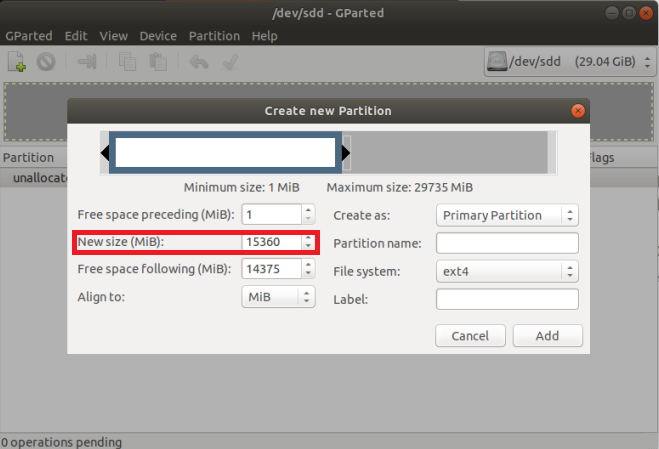 /dev/sdd - GParted
GParted Edit View Device Partition Help
/dev/sdd (29.04 GiB)
Create new Partition
Partition
Flags
unallocate
Minimum size: 1 MiB Maximum size: 29735 MiB
Free space preceding (MiB): 1
Create as: Primary Partition
New size (MiB): 15360
Partition name:
Free space following (MiB): 14375
File system: ext4
Align to: MiB
Label:
Cancel Add
0 operations pending